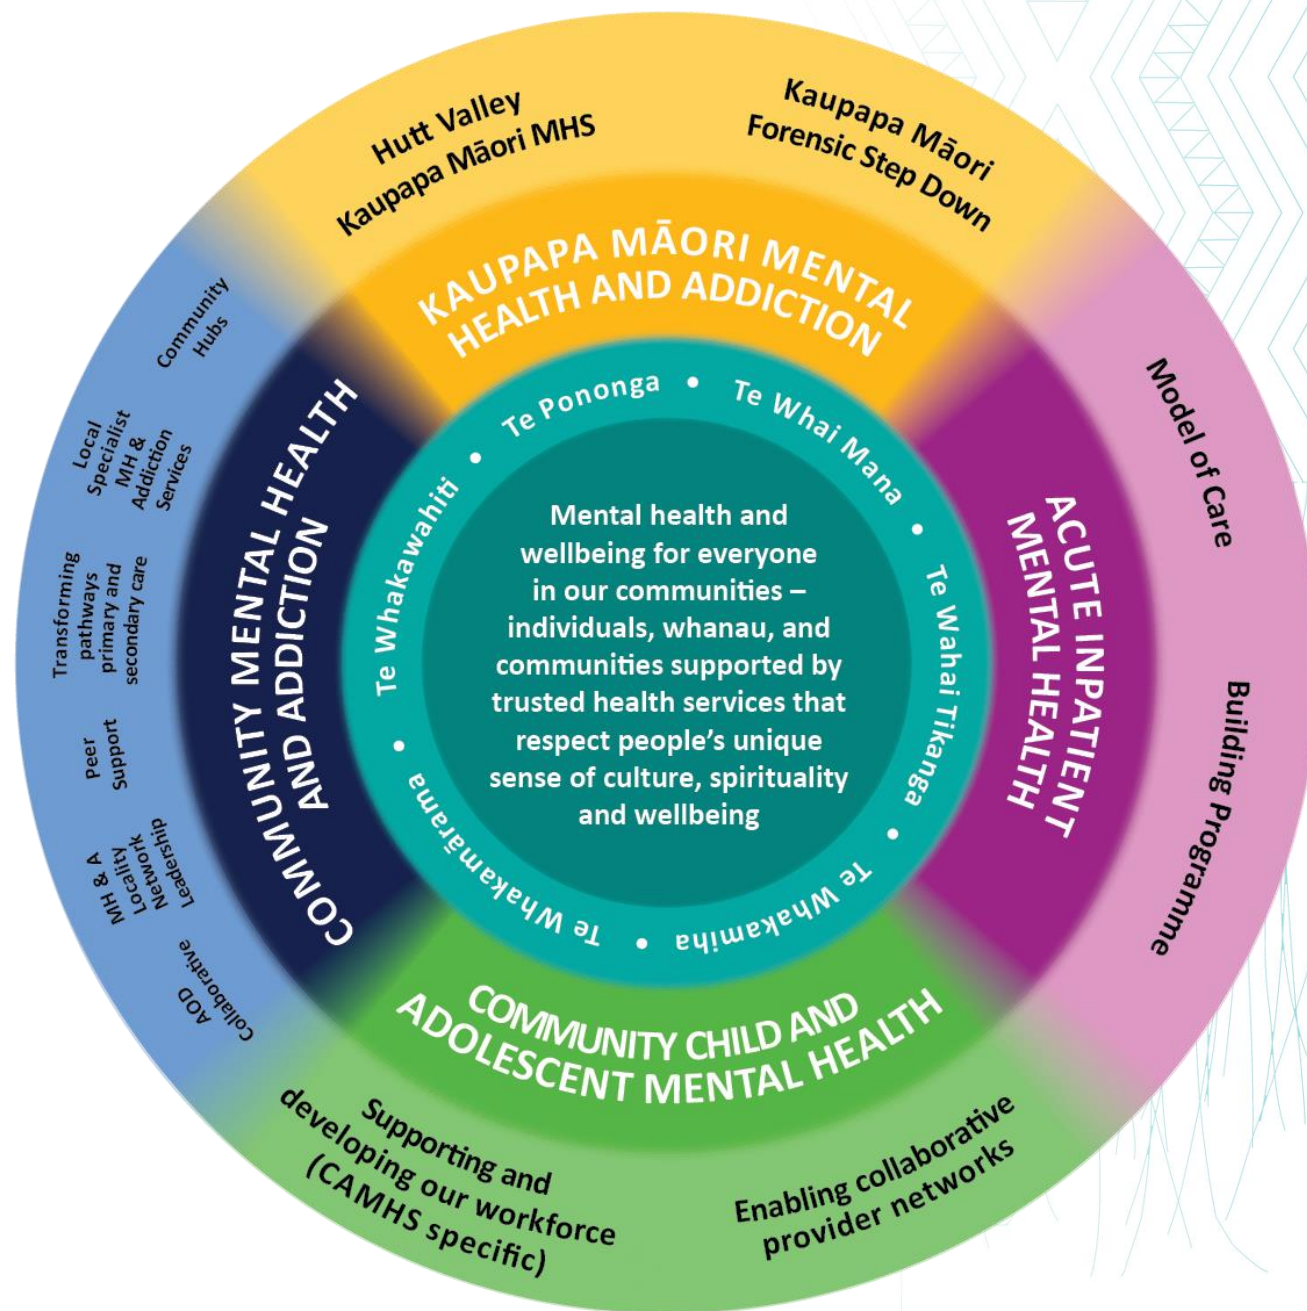 Hutt Valley
Kaupapa Māori MHS
Kaupapa Māori
Forensic Step Down
KAUPAPA MĀORI MENTAL
HEALTH AND ADDICTION
Model of Care
Building Programme
ACUTE INPATIENT
MENTAL HEALTH
Enabling collaborative
provider networks
Supporting and
developing our workforce
(CAMHS specific)
COMMUNITY CHILD AND
ADOLESCENT MENTAL HEALTH
AOD
Collaborative
MH & A
Locality
Network
Leadership
Peer
Support
Transforming
pathways
primary and
secondary care
Local
Specialist
MH &
Addiction
Services
Community
Hubs
COMMUNITY MENTAL HEALTH
AND ADDICTION
Te Pononga •
Te Whai Mana •
Te Wahai Tikanga •
Te Whakamiha •
Te Whakamārama •
Te Whakawahiti •
Mental health and
wellbeing for everyone
in our communities –
individuals, whanau, and
communities supported by
trusted health services that
respect people’s unique
sense of culture, spirituality
and wellbeing